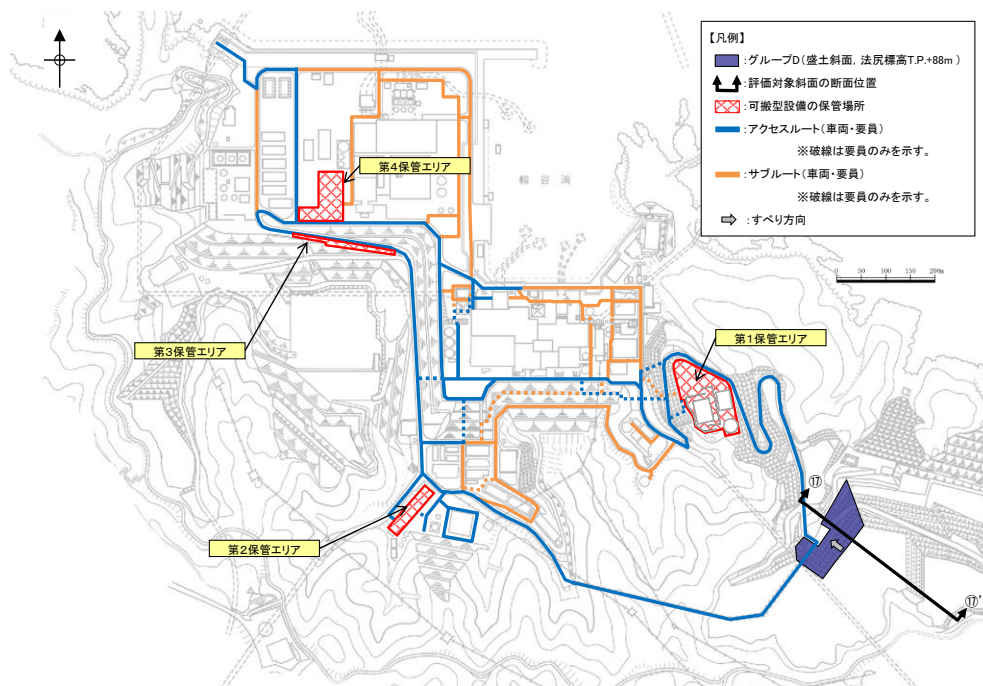 【凡例】
:グループD(盛土斜面, 法尻標高T.P.+88m )
:評価対象斜面の断面位置
:可搬型設備の保管場所
:アクセスルート(車両・要員)
※破線は要員のみを示す。
:サブルート(車両・要員)
※破線は要員のみを示す。
:すべり方向
0 50 100 200m
第4保管エリア
輪谷湾
第3保管エリア
第1保管エリア
第2保管エリア
⑰
⑰'